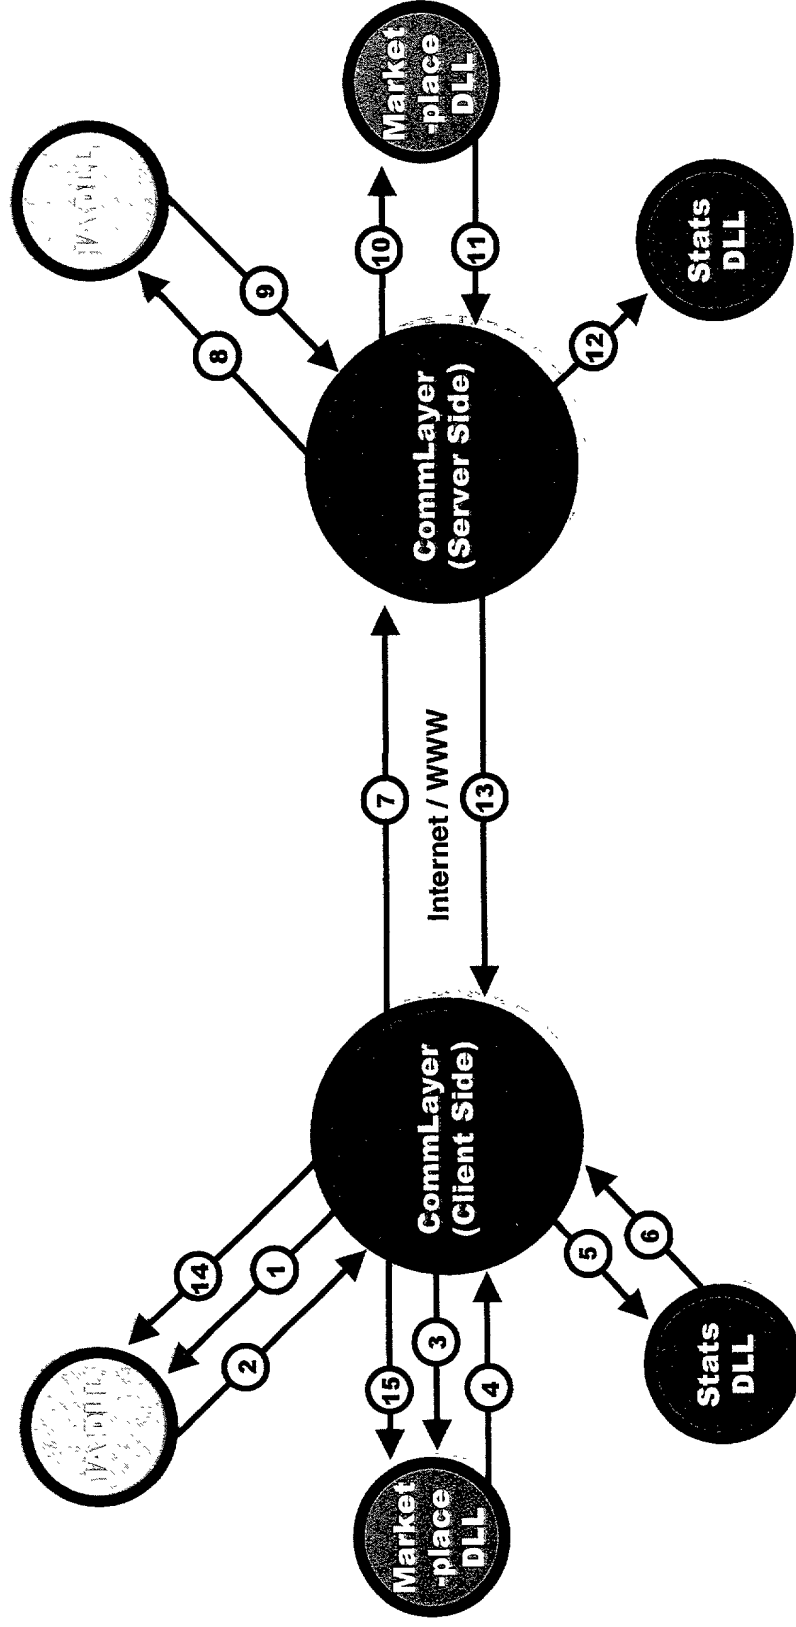 14
1
2
15
3
4
Market
-place
DLL
CommLayer
(Client Side)
5
6
Stats
DLL
7
Internet / WWW
13
8
9
CommLayer
(Server Side)
10
11
Market
-place
DLL
12
Stats
DLL